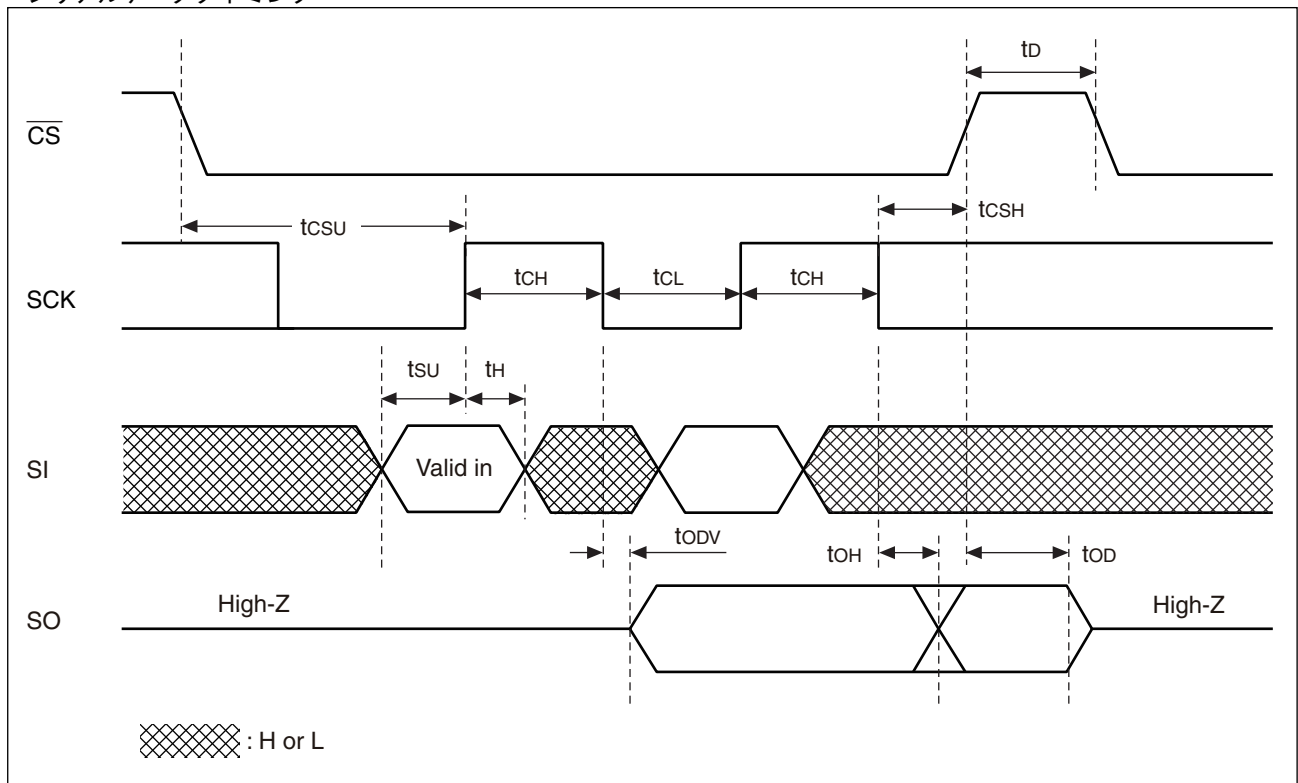 tD
CS
tCSU
tCSH
SCK
tCH
tCL
tCH
tSU
tH
SI
Valid in
tODV
tOH
tOD
SO
High-Z
High-Z
: H or L